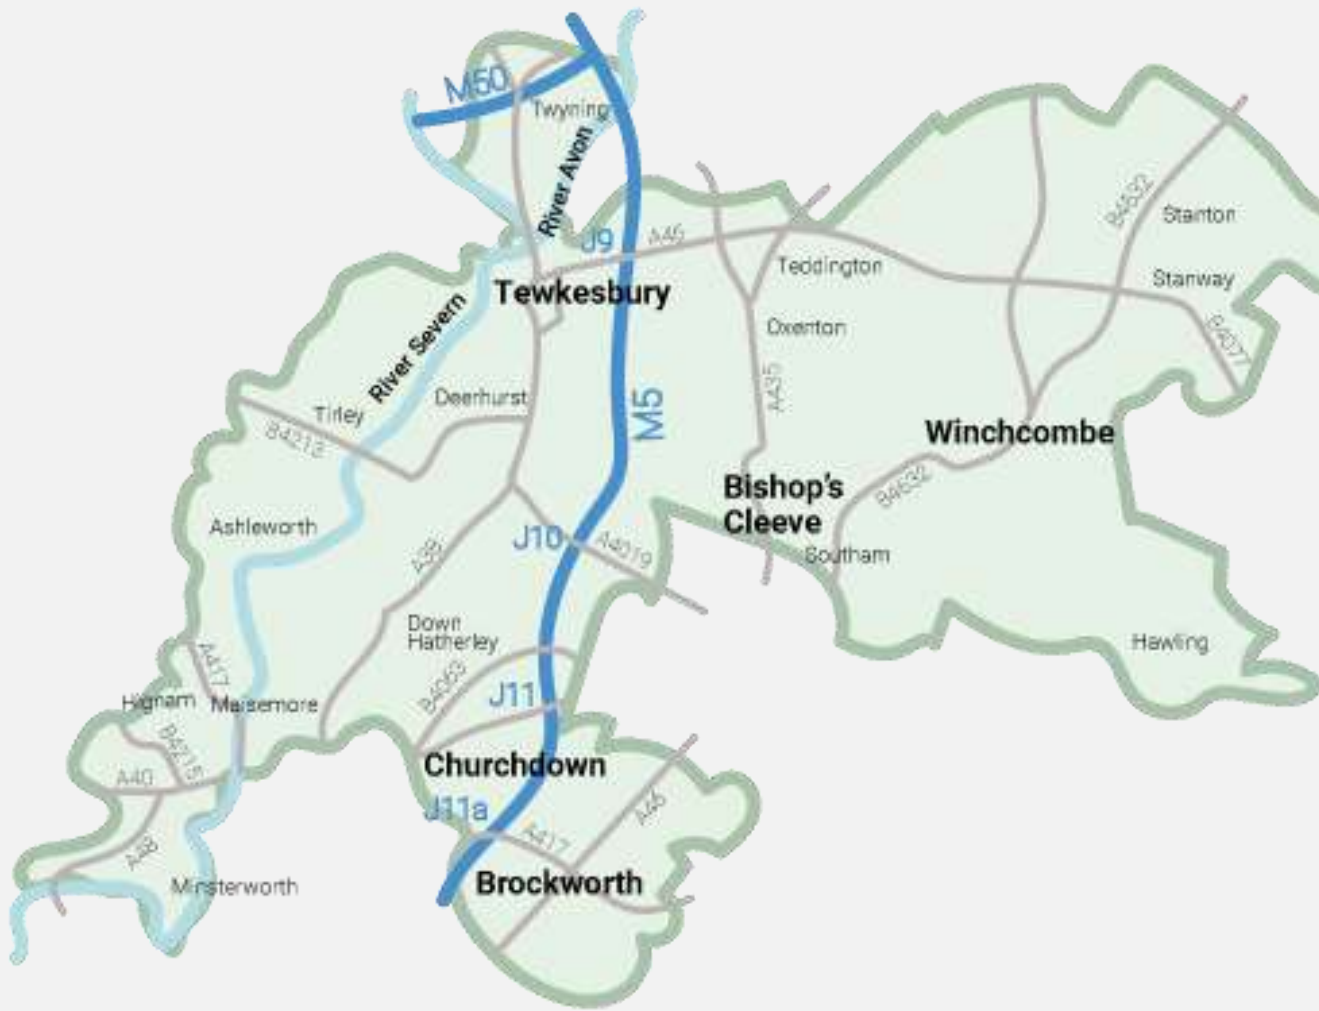 M50
Twyning
River Avon
B4632
Stanton
J9
A46
Teddington
Stanway
Tewkesbury
River Severn
Oxenton
B4077
Deerhurst
A435
M5
Tirley
B4213
Winchcombe
Bishop's
Cleeve
B4632
Ashleworth
J10
A4019
Southam
A38
Down
Hatherley
Hawling
A417
B4063
J11
Highnam
Maisemore
B4215
Churchdown
A40
J11a
A46
A417
A48
Minsterworth
Brockworth